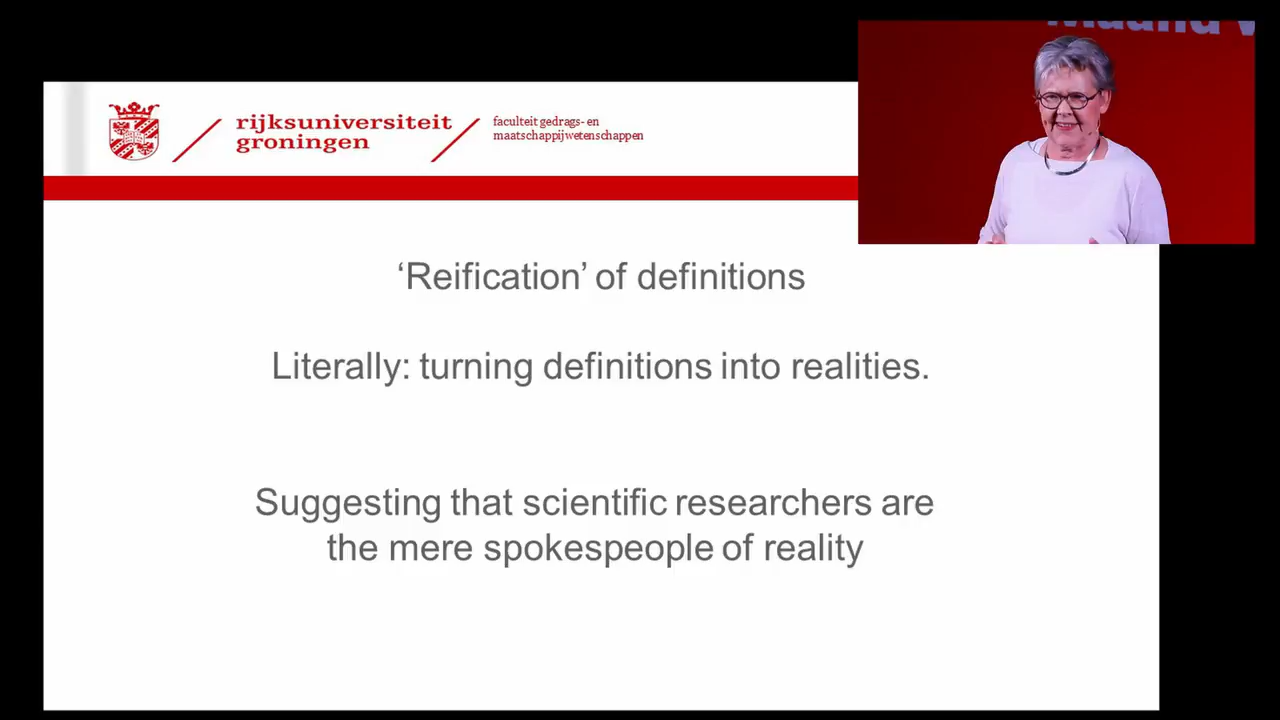 Maand v
rijksuniversiteit
groningen
faculteit gedrags- en
maatschappijwetenschappen
‘Reification’ of definitions
Literally: turning definitions into realities.
Suggesting that scientific researchers are
the mere spokespeople of reality